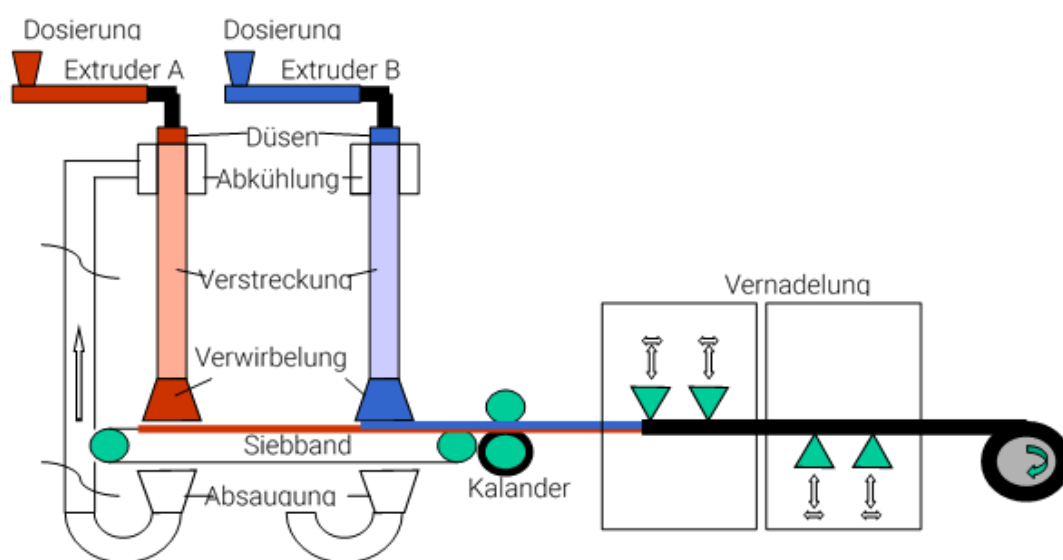 Dosierung
Dosierung
Extruder A
Extruder B
Düsen
Abkühlung
Verstreckung
Vernadelung
Verwirbelung
Siebband
Kalander
Absaugung